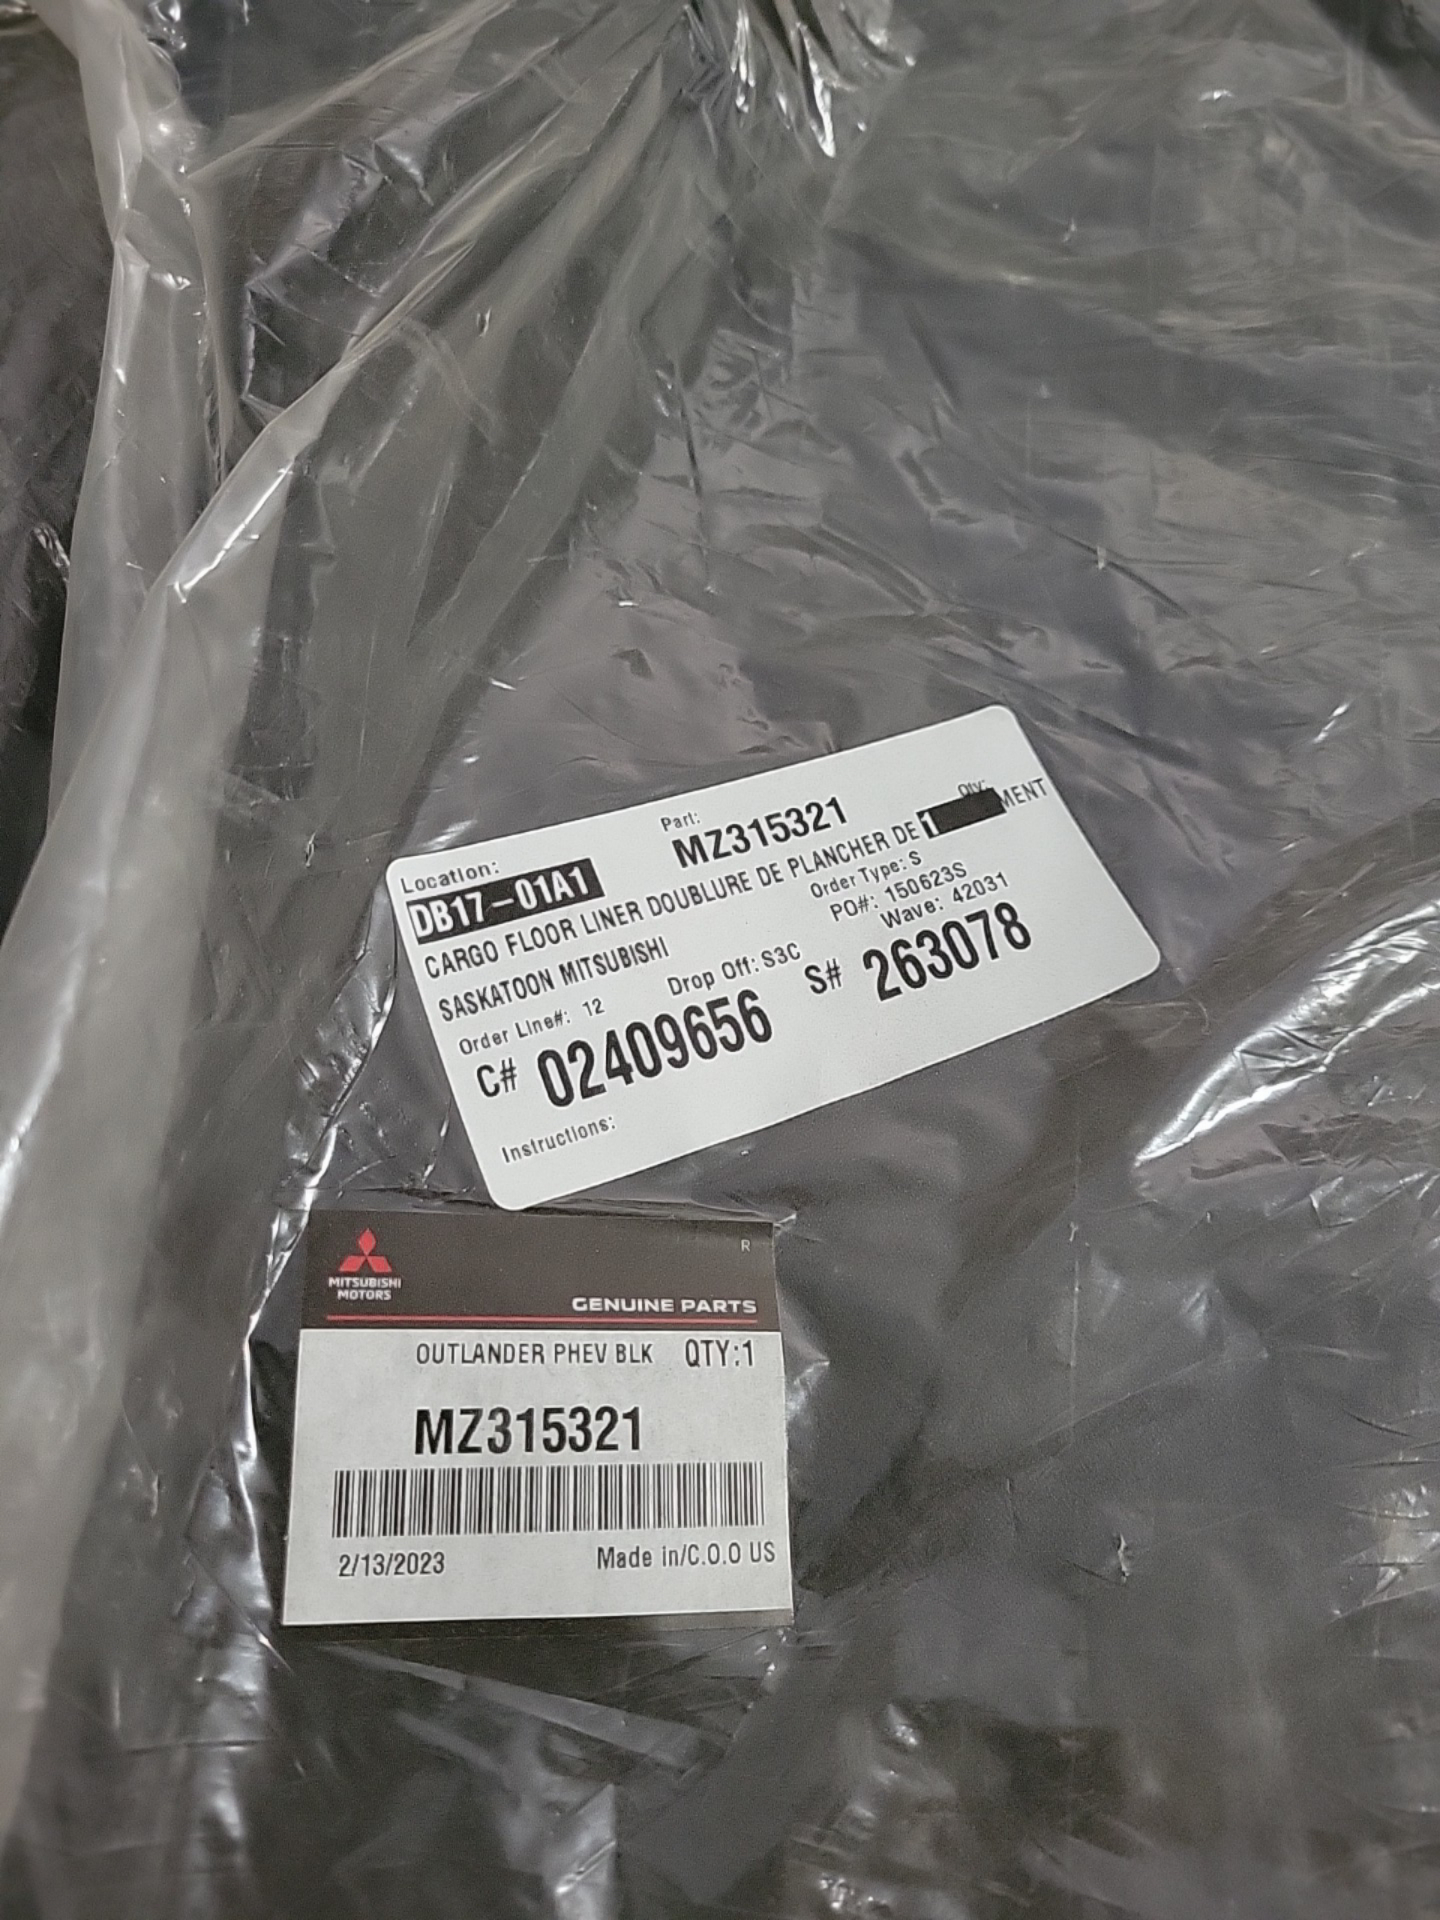 Location:
Part:
Qty:
DB17-01A1
MZ315321
1
CARGO FLOOR LINER DOUBLURE DE PLANCHER DE MENT
SASKATOON MITSUBISHI
Order Type: S
PO#: 150623S
Wave: 42031
Order Line#: 12
Drop Off: S3C
C# 02409656
S# 263078
Instructions:
MITSUBISHI
MOTORS
R
GENUINE PARTS
OUTLANDER PHEV BLK QTY:1
MZ315321
2/13/2023 Made in/C.O.O US